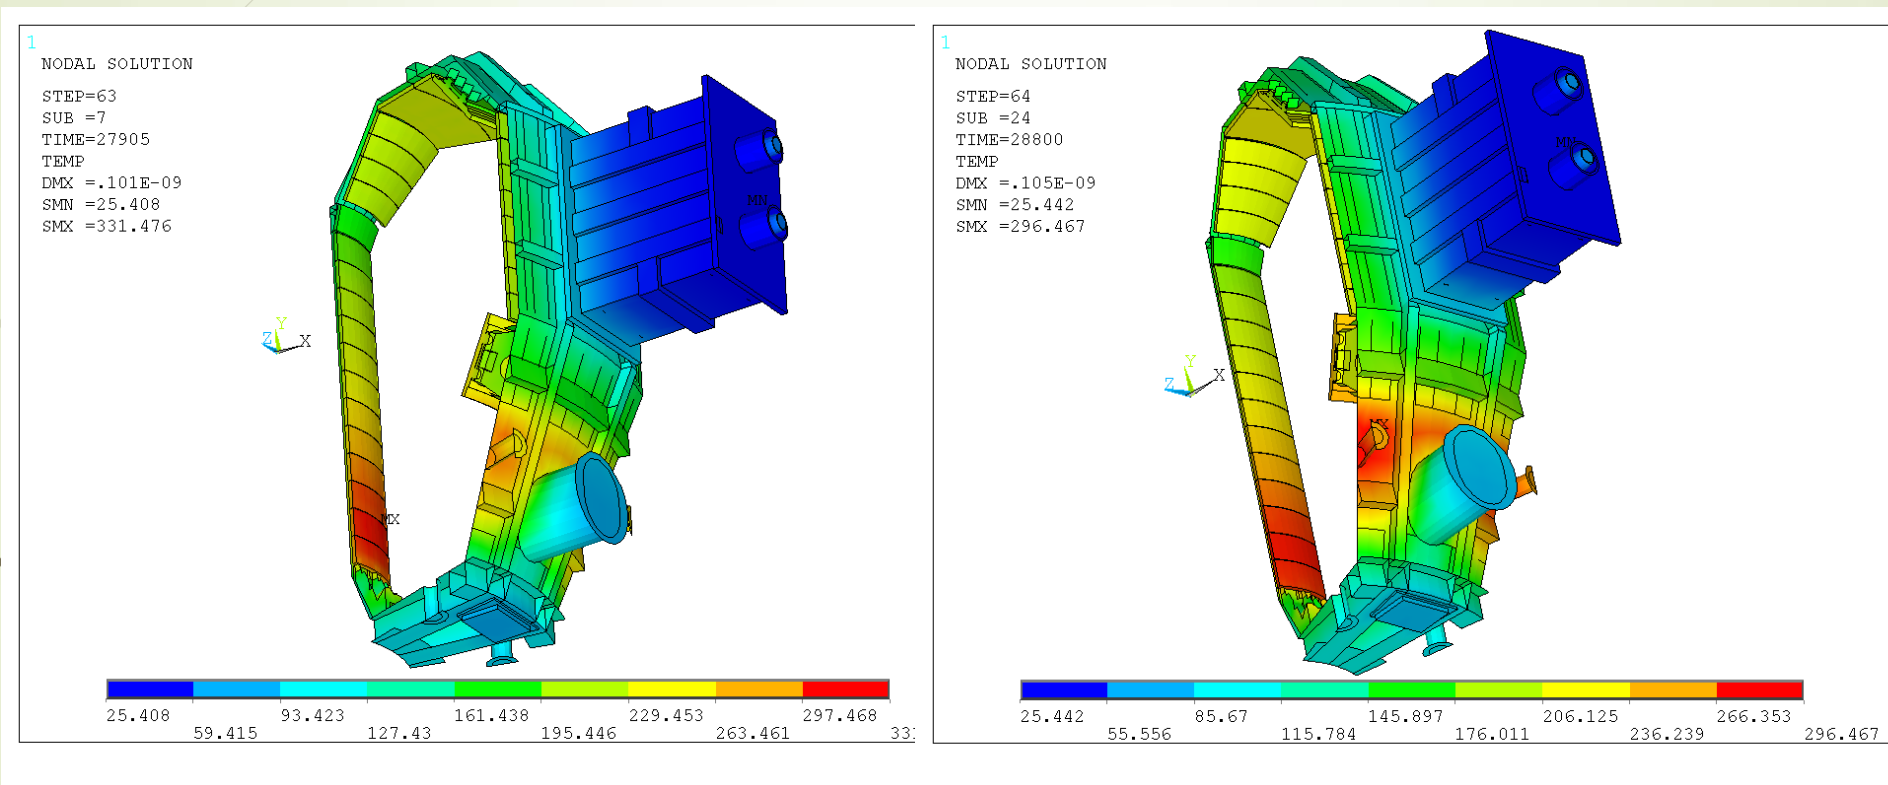 1
NODAL SOLUTION
STEP=63
SUB =7
TIME=27905
TEMP
DMX =.101E-09
SMN =25.408
SMX =331.476
MN
Y
Z X
MX
25.408 93.423 161.438 229.453 297.468
59.415 127.43 195.446 263.461
1
NODAL SOLUTION
STEP=64
SUB =24
TIME=28800
TEMP
DMX =.105E-09
SMN =25.442
SMX =296.467
MN
Y
Z X
MX
25.442 85.67 145.897 206.125 266.353
55.556 115.784 176.011 236.239 296.467